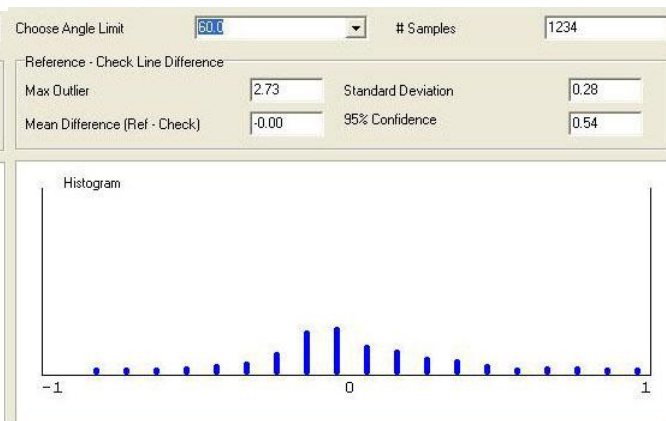 Choose Angle Limit 60.0 # Samples 1234
Reference - Check Line Difference
Max Outlier 2.73 Standard Deviation 0.28
Mean Difference (Ref - Check) -0.00 95% Confidence 0.54
Histogram
-1 0 1